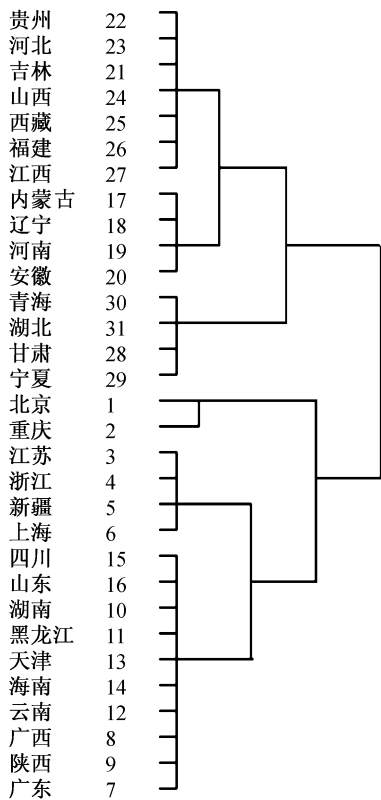 贵州 22
河北 23
吉林 21
山西 24
西藏 25
福建 26
江西 27
内蒙古 17
辽宁 18
河南 19
安徽 20
青海 30
湖北 31
甘肃 28
宁夏 29
北京 1
重庆 2
江苏 3
浙江 4
新疆 5
上海 6
四川 15
山东 16
湖南 10
黑龙江 11
天津 13
海南 14
云南 12
广西 8
陕西 9
广东 7